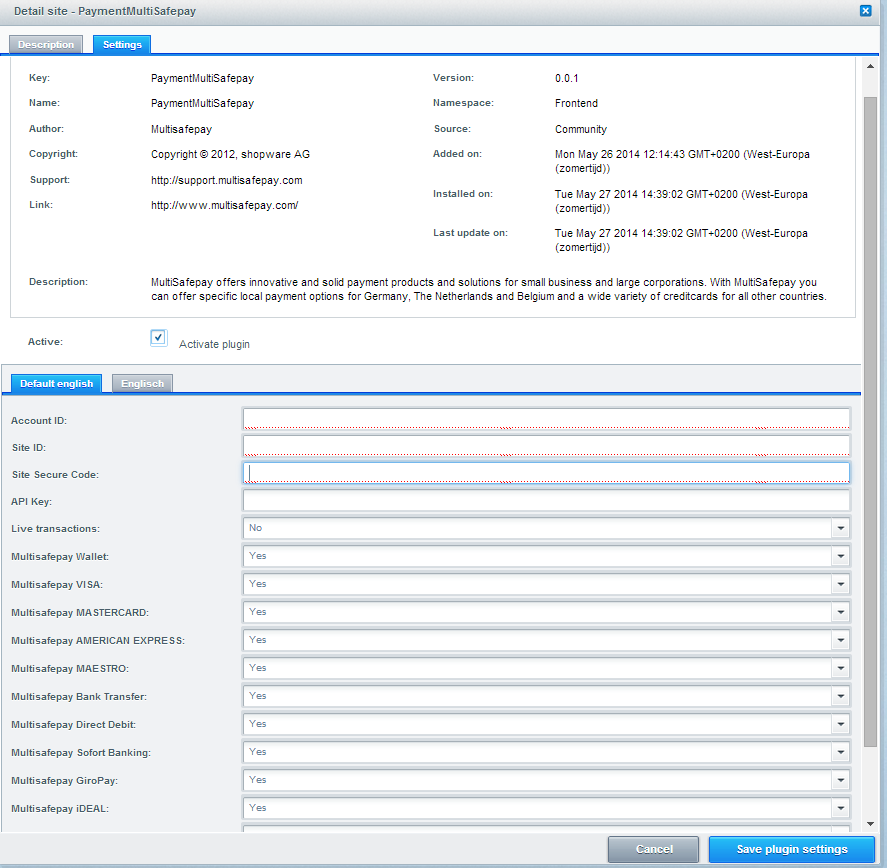 Detail site - PaymentMultiSafepay
Description Settings
Key: PaymentMultiSafepay Version: 0.0.1
Name: PaymentMultiSafepay Namespace: Frontend
Author: Multisafepay Source: Community
Copyright: Copyright © 2012, shopware AG Added on: Mon May 26 2014 12:14:43 GMT+0200 (West-Europa
(zomertijd))
Support: http://support.multisafepay.com
Installed on: Tue May 27 2014 14:39:02 GMT+0200 (West-Europa
(zomertijd))
Link: http://www.multisafepay.com/
Last update on: Tue May 27 2014 14:39:02 GMT+0200 (West-Europa
(zomertijd))
Description: MultiSafepay offers innovative and solid payment products and solutions for small business and large corporations. With MultiSafepay you
can offer specific local payment options for Germany, The Netherlands and Belgium and a wide variety of creditcards for all other countries.
Active: Activate plugin
Default english Englisch
Account ID:
Site ID:
Site Secure Code:
API Key:
Live transactions: No
Multisafepay Wallet: Yes
Multisafepay VISA: Yes
Multisafepay MASTERCARD: Yes
Multisafepay AMERICAN EXPRESS: Yes
Multisafepay MAESTRO: Yes
Multisafepay Bank Transfer: Yes
Multisafepay Direct Debit: Yes
Multisafepay Sofort Banking: Yes
Multisafepay GiroPay: Yes
Multisafepay iDEAL: Yes
Cancel Save plugin settings